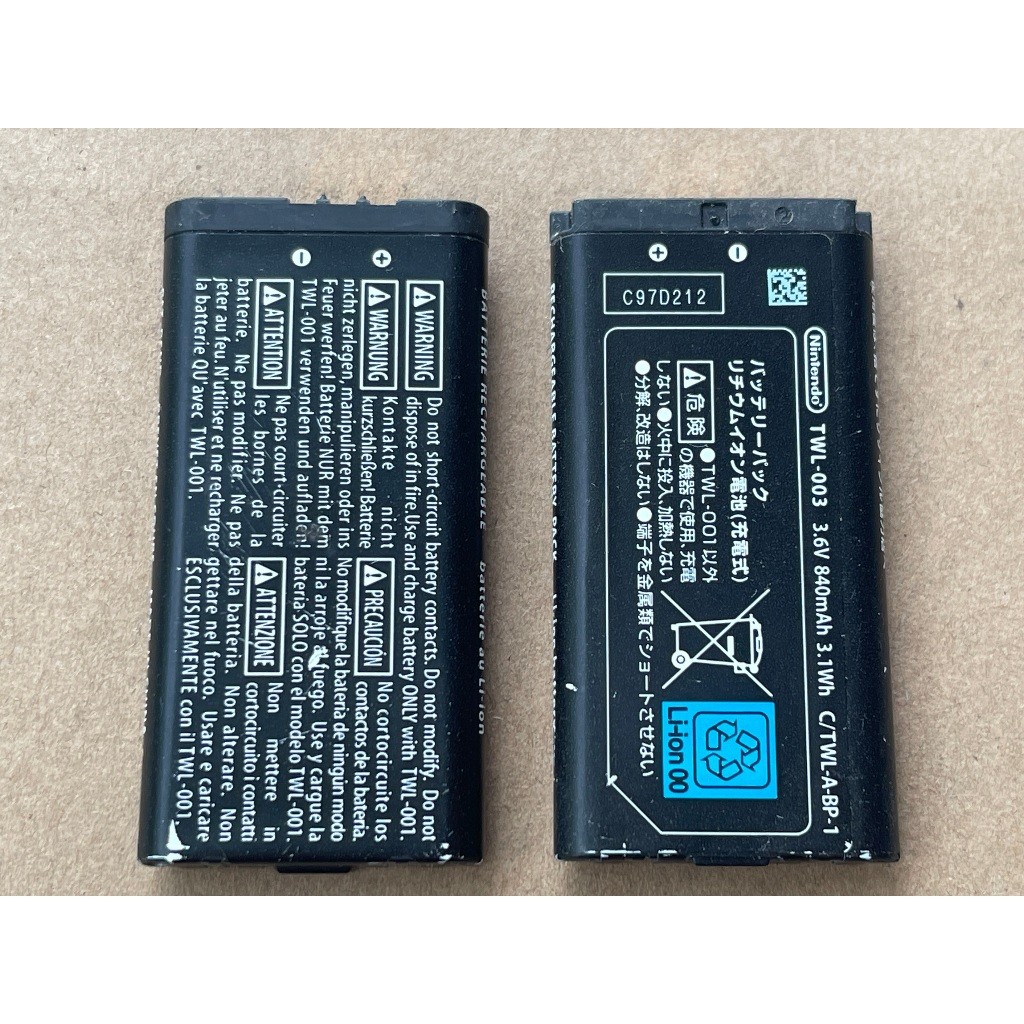 BATTERIE RECHARGEABLE batterie au Li-ion
WARNING Do not short-circuit battery contacts. Do not modify. Do not
dispose of in fire. Use and charge battery ONLY with TWL-001.
WARNUNG Kontakte nicht
kurzschließen! Batterie
nicht zerlegen, manipulieren oder ins
Feuer werfen! Batterie NUR mit dem
TWL-001 verwenden und aufladen!
PRECAUCIÓN No cortocircuite los
contactos de la batería.
No modifique la batería de ningún modo
ni la arroje al fuego. Use y cargue la
batería SOLO con el modelo TWL-001.
ATTENTION Ne pas court-circuiter
les bornes de la
batterie. Ne pas modifier. Ne pas
jeter au feu. N'utiliser et ne recharger
la batterie QU'avec TWL-001.
ATTENZIONE Non mettere in
cortocircuito i contatti
della batteria. Non alterare. Non
gettare nel fuoco. Usare e caricare
ESCLUSIVAMENTE con il TWL-001.
C97D212
Nintendo TWL-003 3.6V 840mAh 3.1Wh C/TWL-A-BP-1
バッテリーパック
リチウムイオン電池(充電式)
危険 ●TWL-001以外
の機器で使用、充電
しない●火中に投入、加熱しない
●分解、改造はしない●端子を金属類でショートさせない
Li-ion 00
RECHARGEABLE BATTERY PACK